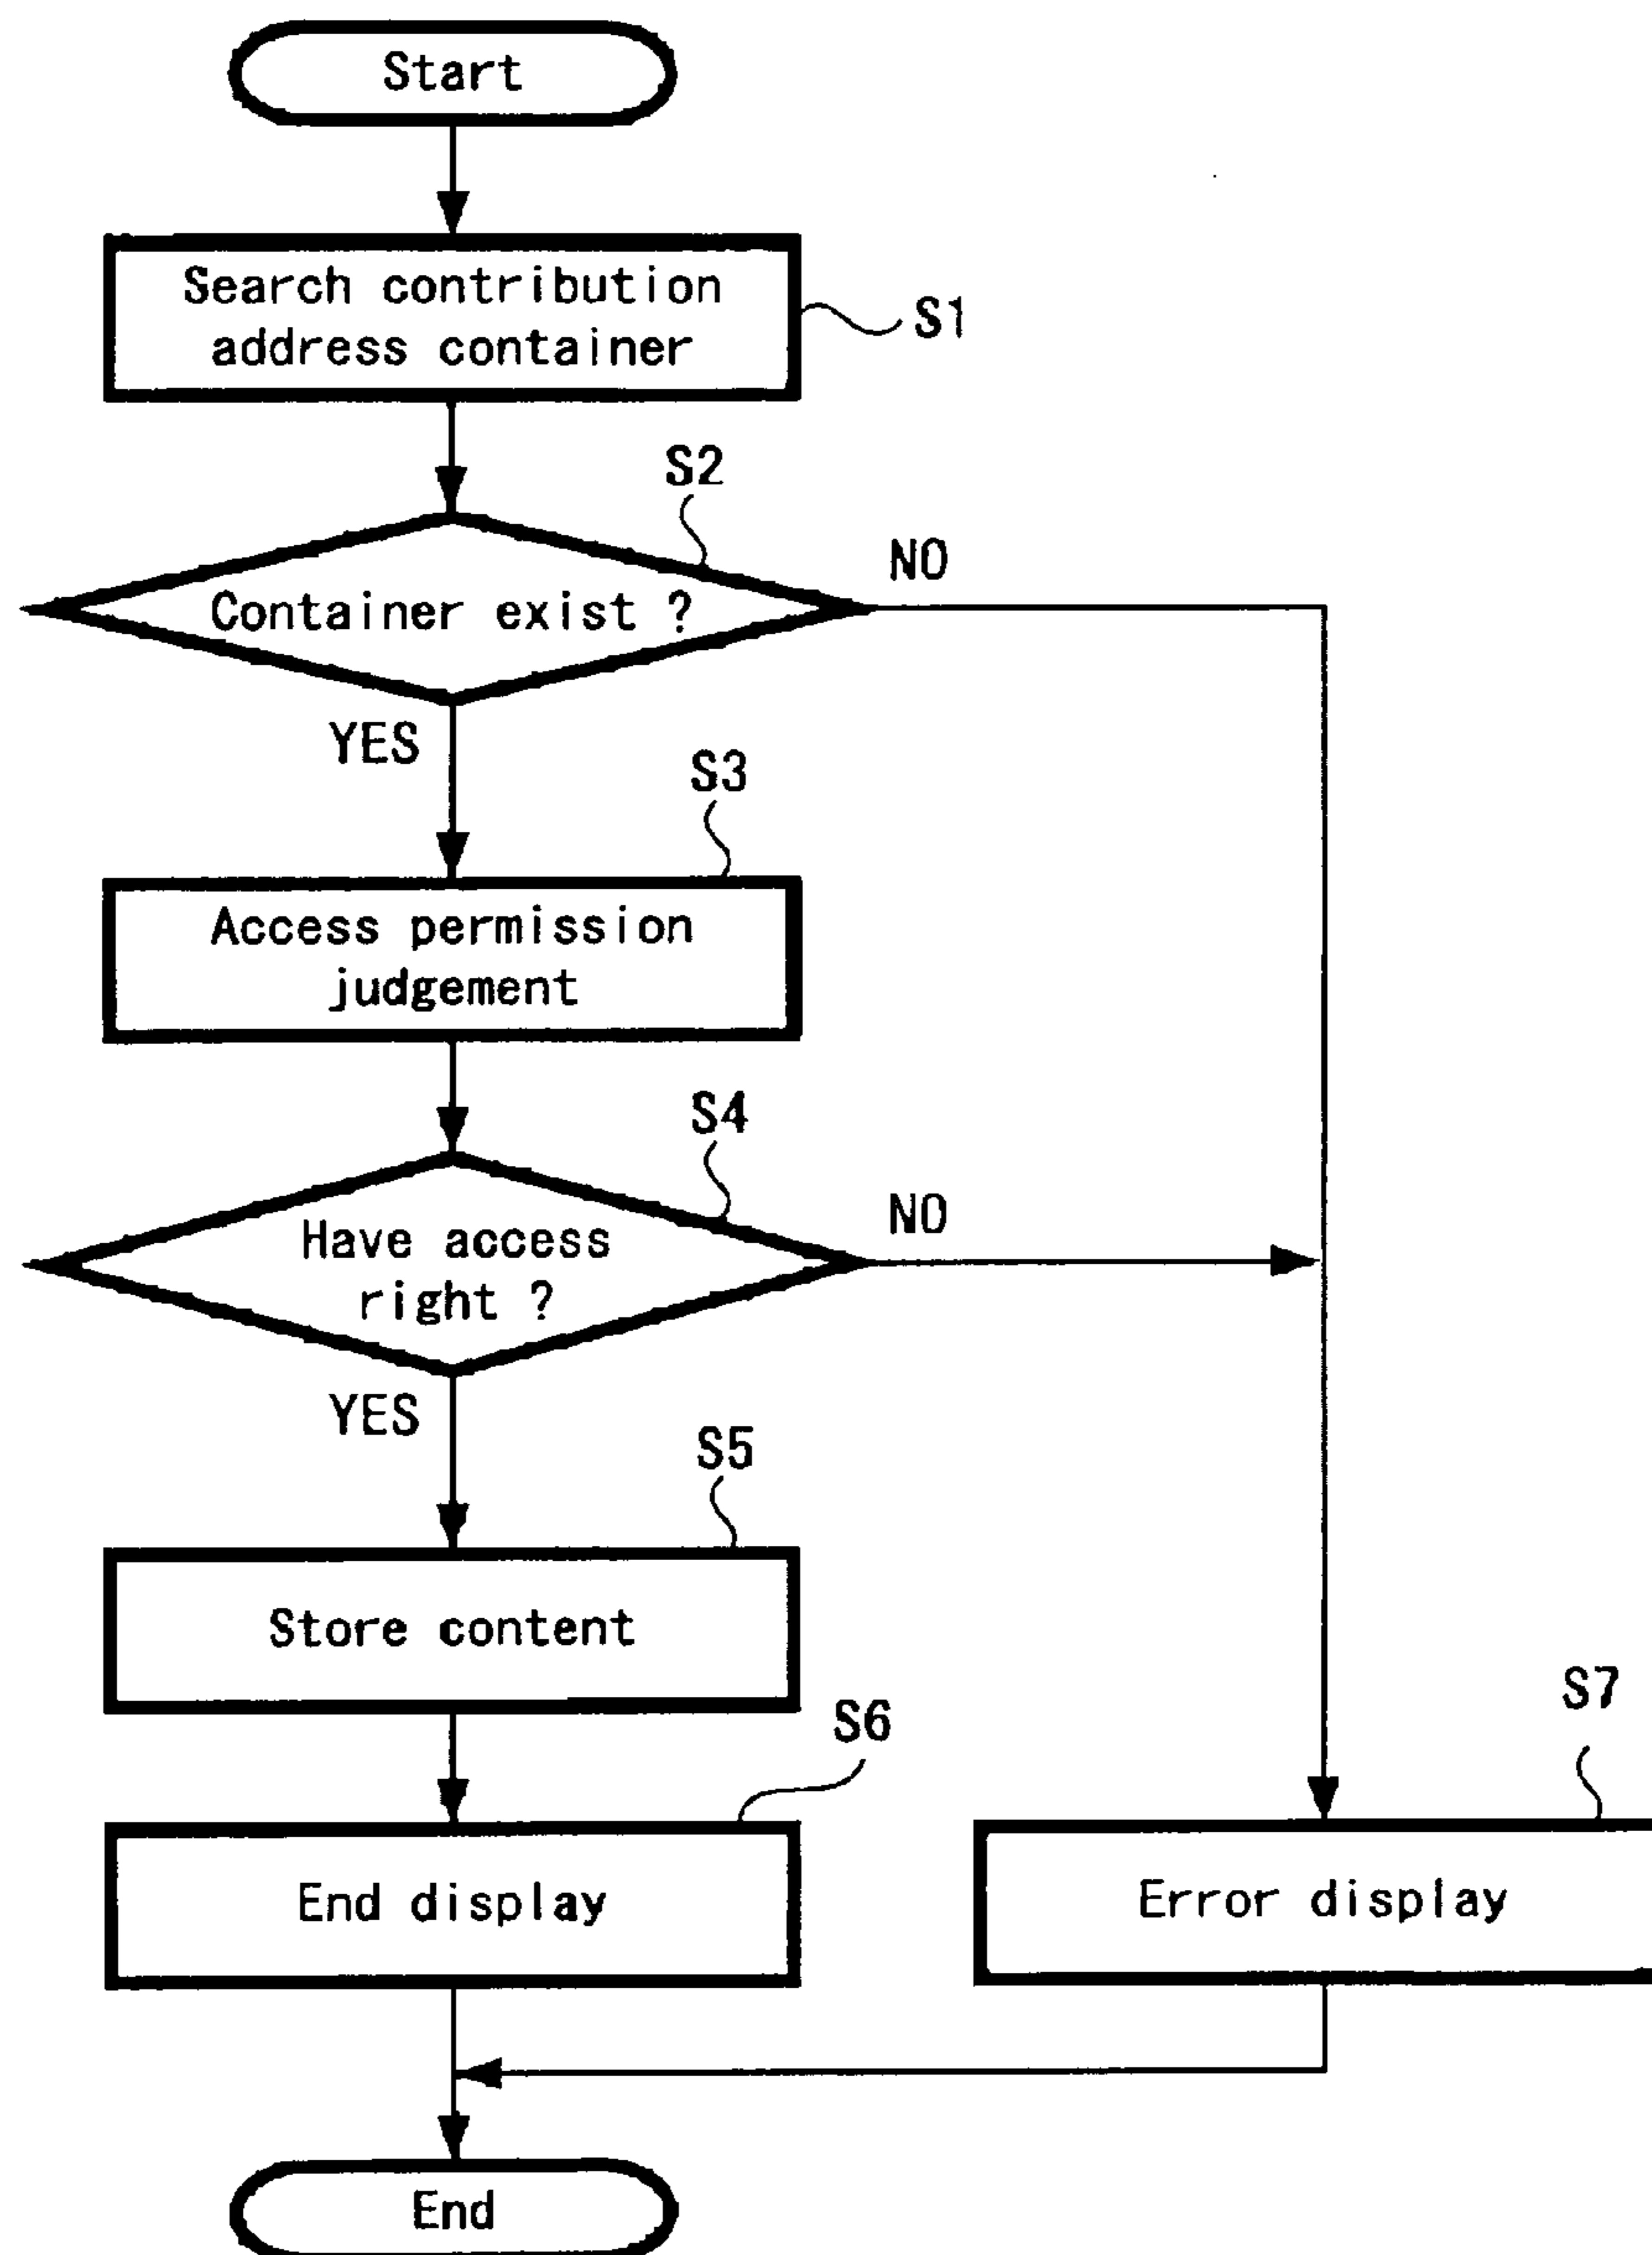 Start
Search contribution
address container
S1
S2
Container exist ?
NO
YES
S3
Access permission
judgement
S4
Have access
right ?
NO
YES
S5
Store content
S6
End display
S7
Error display
End